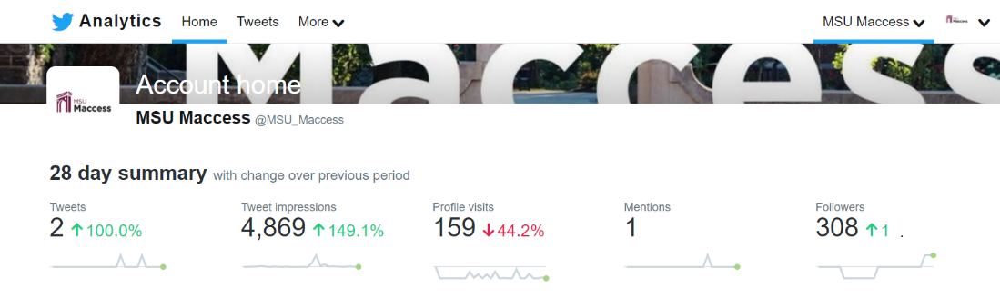 Analytics Home Tweets More MSU Maccess MSU Maccess
Maccess
Account home
MSU
Maccess
MSU Maccess @MSU_Maccess
28 day summary with change over previous period
Tweets Tweet impressions Profile visits Mentions Followers
2 ↑100.0% 4,869 ↑149.1% 159 ↓44.2% 1 308 ↑1 .